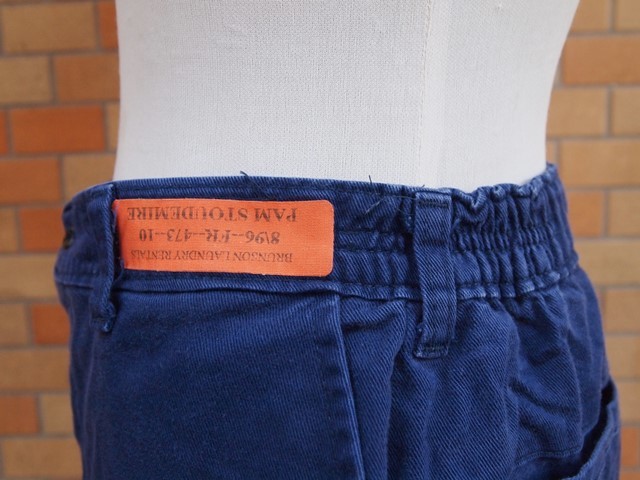 BRUNSON LAUNDRY RENTALS
8\96--FR--473--10
PAM STOUDEMIRE